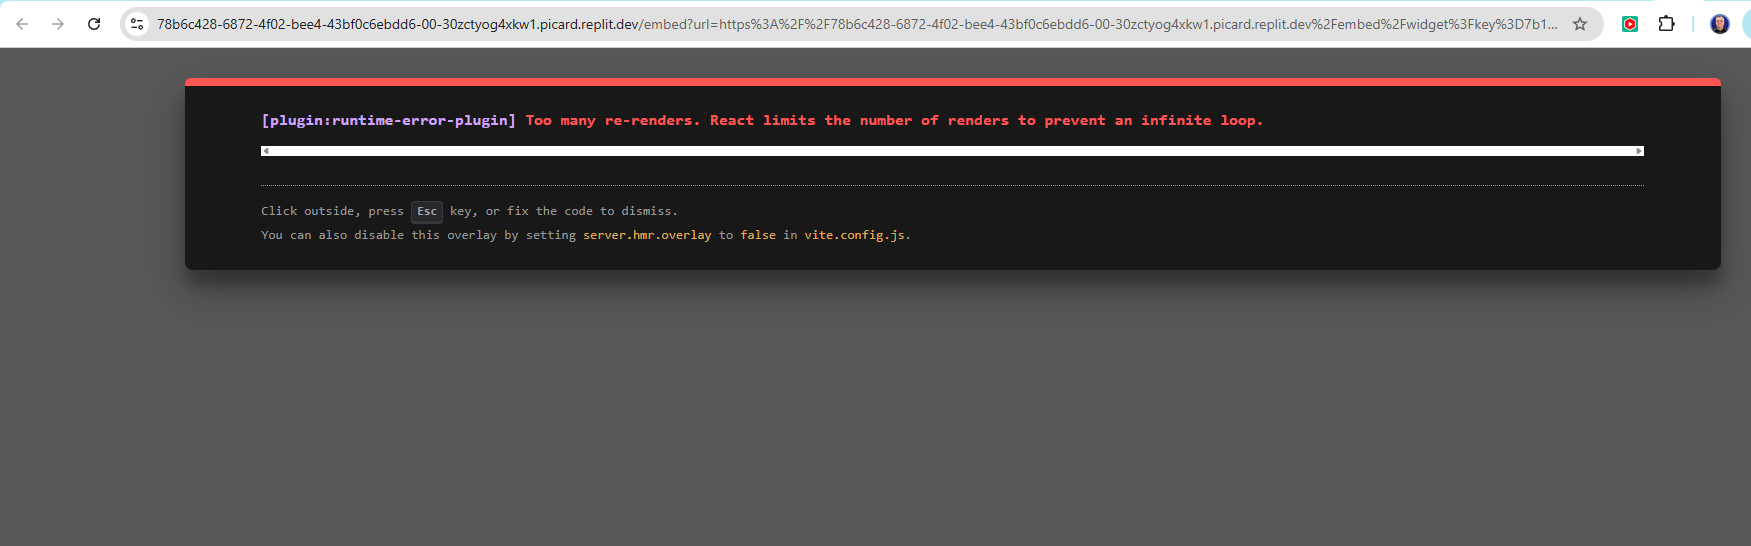 78b6c428-6872-4f02-bee4-43bf0c6ebdd6-00-30zctyog4xkw1.picard.replit.dev/embed?url=https%3A%2F%2F78b6c428-6872-4f02-bee4-43bf0c6ebdd6-00-30zctyog4xkw1.picard.replit.dev%2Fembed%2Fwidget%3Fkey%3D7b1...
[plugin:runtime-error-plugin] Too many re-renders. React limits the number of renders to prevent an infinite loop.
Click outside, press Esc key, or fix the code to dismiss.
You can also disable this overlay by setting server.hmr.overlay to false in vite.config.js.